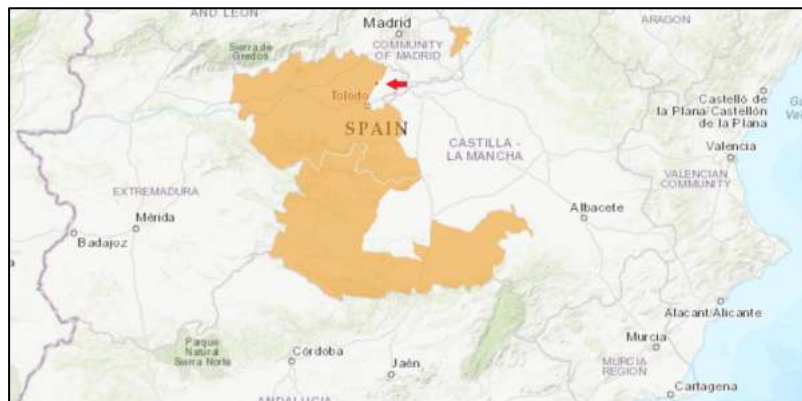 AND LEON
Madrid
ARAGON
Sierra de
Gredos
COMMUNITY
OF MADRID
Toledo
Castelló de
la Plana/Castellón
de la Plana
SPAIN
CASTILLA -
LA MANCHA
Valencia
VALENCIAN
COMMUNITY
EXTREMADURA
Mérida
Albacete
Badajoz
Alacant/Alicante
Parque
Natural
Sierra Norte
Murcia
Córdoba
Jaén
MURCIA
REGION
Cartagena
ANDALUCIA